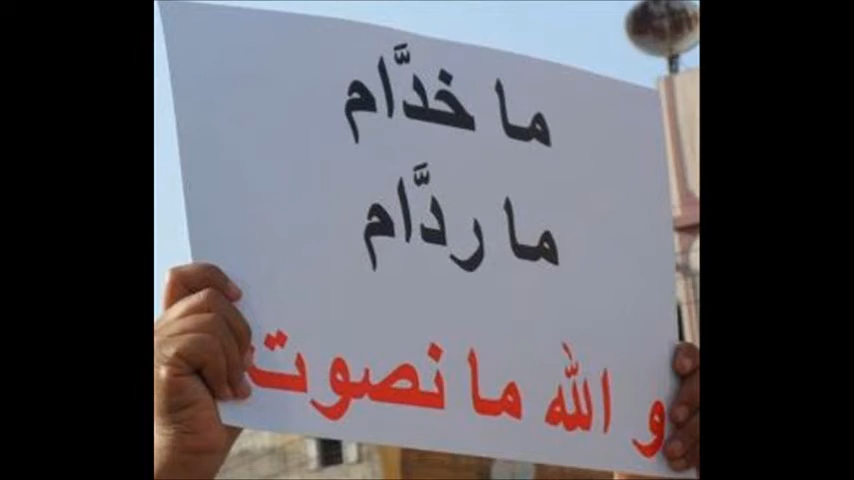 ما خدَّام
ما ردَّام
و الله ما نصوت